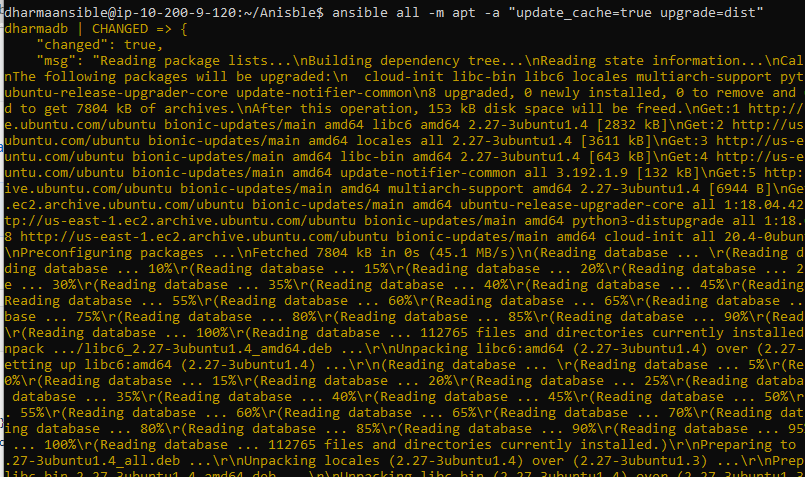 dharmaansible@ip-10-200-9-120:~/Anisble$ ansible all -m apt -a "update_cache=true upgrade=dist"
dharmadb | CHANGED => {
    "changed": true,
    "msg": "Reading package lists...\nBuilding dependency tree...\nReading state information...\nCal
nThe following packages will be upgraded:\n  cloud-init libc-bin libc6 locales multiarch-support pyt
ubuntu-release-upgrader-core update-notifier-common\n8 upgraded, 0 newly installed, 0 to remove and
d to get 7804 kB of archives.\nAfter this operation, 153 kB disk space will be freed.\nGet:1 http://
e.ubuntu.com/ubuntu bionic-updates/main amd64 libc6 amd64 2.27-3ubuntu1.4 [2832 kB]\nGet:2 http://us
ubuntu.com/ubuntu bionic-updates/main amd64 locales all 2.27-3ubuntu1.4 [3611 kB]\nGet:3 http://us-e
untu.com/ubuntu bionic-updates/main amd64 libc-bin amd64 2.27-3ubuntu1.4 [643 kB]\nGet:4 http://us-e
untu.com/ubuntu bionic-updates/main amd64 update-notifier-common all 3.192.1.9 [132 kB]\nGet:5 http:
ive.ubuntu.com/ubuntu bionic-updates/main amd64 multiarch-support amd64 2.27-3ubuntu1.4 [6944 B]\nGe
.ec2.archive.ubuntu.com/ubuntu bionic-updates/main amd64 ubuntu-release-upgrader-core all 1:18.04.42
tp://us-east-1.ec2.archive.ubuntu.com/ubuntu bionic-updates/main amd64 python3-distupgrade all 1:18.
8 http://us-east-1.ec2.archive.ubuntu.com/ubuntu bionic-updates/main amd64 cloud-init all 20.4-0ubun
\nPreconfiguring packages ...\nFetched 7804 kB in 0s (45.1 MB/s)\n(Reading database ... \r(Reading d
ding database ... 10%\r(Reading database ... 15%\r(Reading database ... 20%\r(Reading database ... 2
e ... 30%\r(Reading database ... 35%\r(Reading database ... 40%\r(Reading database ... 45%\r(Reading
Reading database ... 55%\r(Reading database ... 60%\r(Reading database ... 65%\r(Reading database ..
base ... 75%\r(Reading database ... 80%\r(Reading database ... 85%\r(Reading database ... 90%\r(Read
\r(Reading database ... 100%\r(Reading database ... 112765 files and directories currently installed
npack .../libc6_2.27-3ubuntu1.4_amd64.deb ...\r\nUnpacking libc6:amd64 (2.27-3ubuntu1.4) over (2.27-
etting up libc6:amd64 (2.27-3ubuntu1.4) ...\r\n(Reading database ... \r(Reading database ... 5%\r(Re
0%\r(Reading database ... 15%\r(Reading database ... 20%\r(Reading database ... 25%\r(Reading databa
 database ... 35%\r(Reading database ... 40%\r(Reading database ... 45%\r(Reading database ... 50%\r
. 55%\r(Reading database ... 60%\r(Reading database ... 65%\r(Reading database ... 70%\r(Reading dat
ing database ... 80%\r(Reading database ... 85%\r(Reading database ... 90%\r(Reading database ... 95
 ... 100%\r(Reading database ... 112765 files and directories currently installed.)\r\nPreparing to
.27-3ubuntu1.4_all.deb ...\r\nUnpacking locales (2.27-3ubuntu1.4) over (2.27-3ubuntu1.3) ...\r\nPrep
libc-bin_2.27-3ubuntu1.4_amd64.deb ...\r\nUnpacking libc-bin (2.27-3ubuntu1.4) over (2.27-3ubuntu